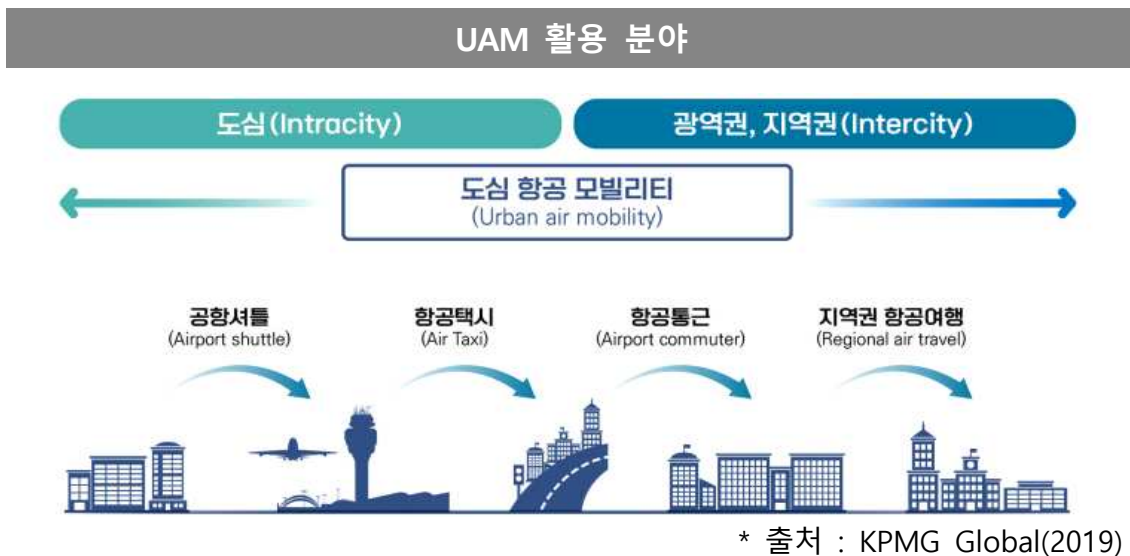 UAM 활용 분야
도심(Intracity)
광역권, 지역권(Intercity)
도심 항공 모빌리티
(Urban air mobility)
공항셔틀
(Airport shuttle)
항공택시
(Air Taxi)
항공통근
(Airport commuter)
지역권 항공여행
(Regional air travel)
* 출처 : KPMG Global(2019)